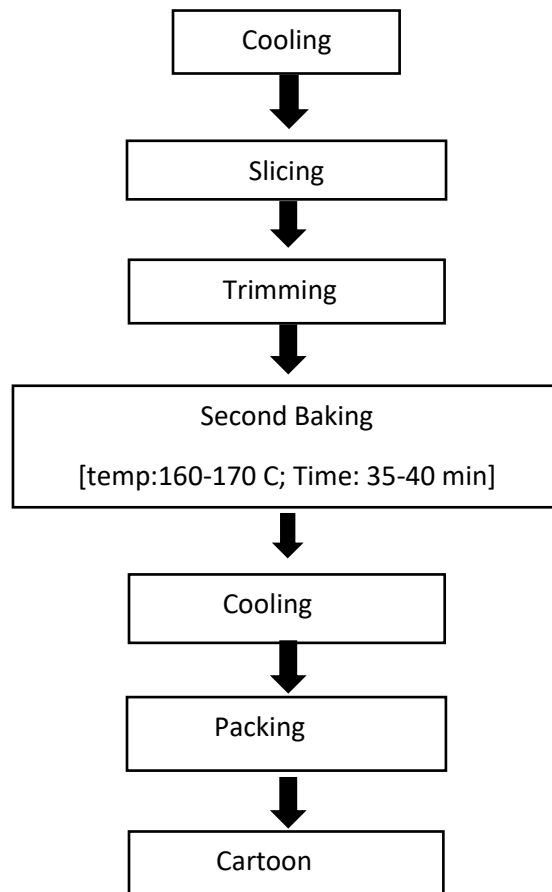 Cooling
Slicing
Trimming
Second Baking
[temp:160-170 C; Time: 35-40 min]
Cooling
Packing
Cartoon